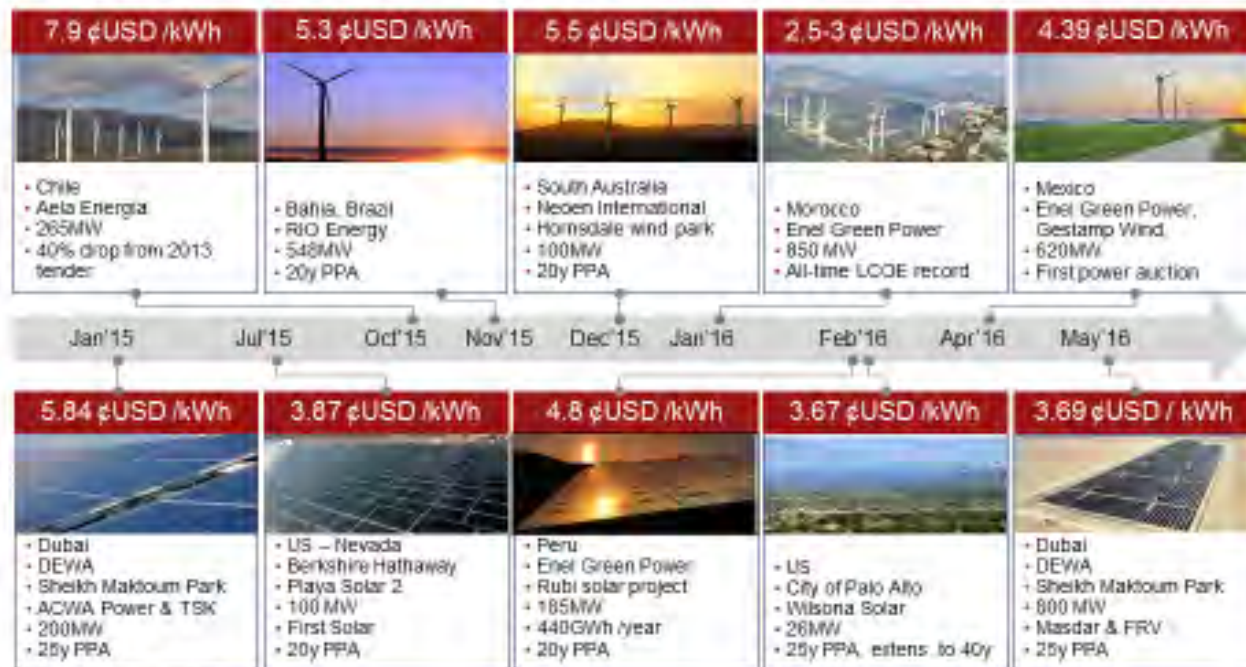 7.9 ¢USD /kWh
5.3 ¢USD /kWh
5.5 ¢USD /kWh
2.5-3 ¢USD /kWh
4.39 ¢USD /kWh
• Chile
• Aela Energia
• 265MW
• 40% drop from 2013
tender
• Bahia, Brazil
• RIO Energy
• 548MW
• 20y PPA
• South Australia
• Neoen International
• Hornsdale wind park
• 100MW
• 20y PPA
• Morocco
• Enel Green Power
• 850 MW
• All-time LCOE record
• Mexico
• Enel Green Power,
Gestamp Wind,
• 620MW
• First power auction
Jan'15
Jul'15
Oct'15
Nov'15
Dec'15
Jan'16
Feb'16
Apr'16
May'16
5.84 ¢USD /kWh
3.87 ¢USD /kWh
4.8 ¢USD /kWh
3.67 ¢USD /kWh
3.69 ¢USD / kWh
• Dubai
• DEWA
• Sheikh Maktoum Park
• ACWA Power & TSK
• 200MW
• 25y PPA
• US – Nevada
• Berkshire Hathaway
• Playa Solar 2
• 100 MW
• First Solar
• 20y PPA
• Peru
• Enel Green Power
• Rubi solar project
• 185MW
• 440GWh /year
• 20y PPA
• US
• City of Palo Alto
• Wilsona Solar
• 26MW
• 25y PPA, extens. to 40y
• Dubai
• DEWA
• Sheikh Maktoum Park
• 800 MW
• Masdar & FRV
• 25y PPA